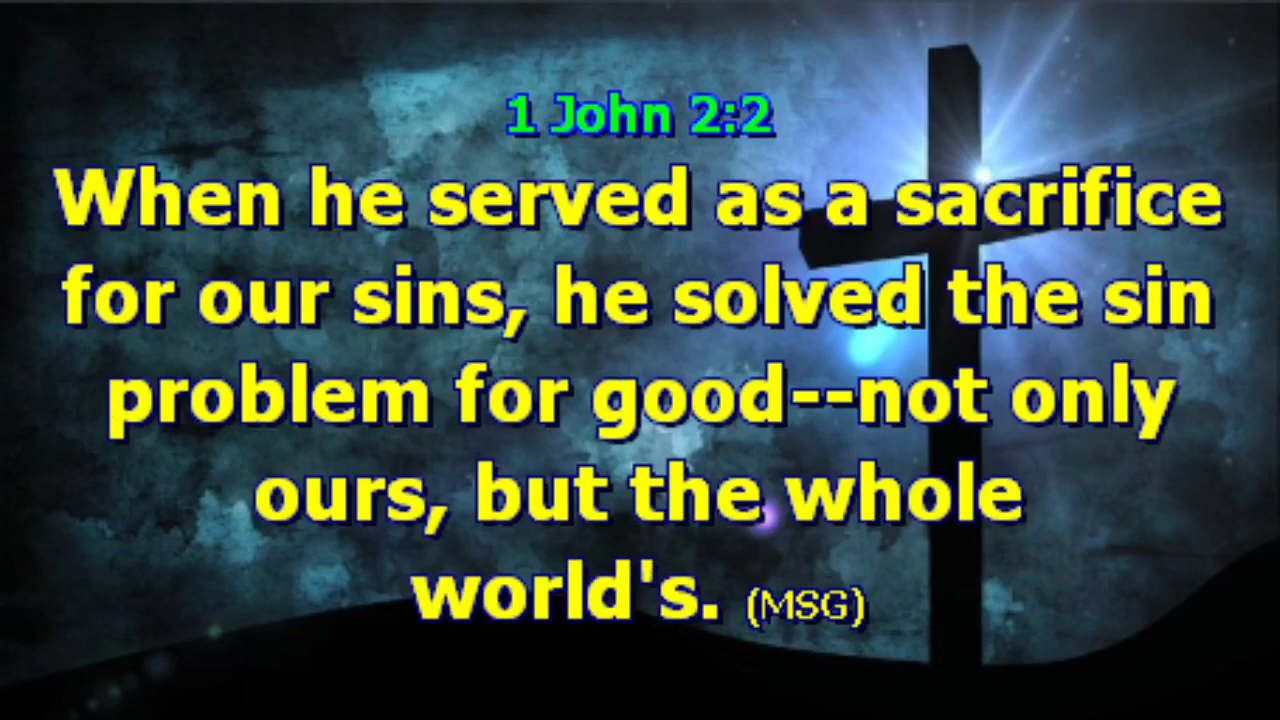 1 John 2:2
When he served as a sacrifice
for our sins, he solved the sin
problem for good--not only
ours, but the whole
world's. (MSG)